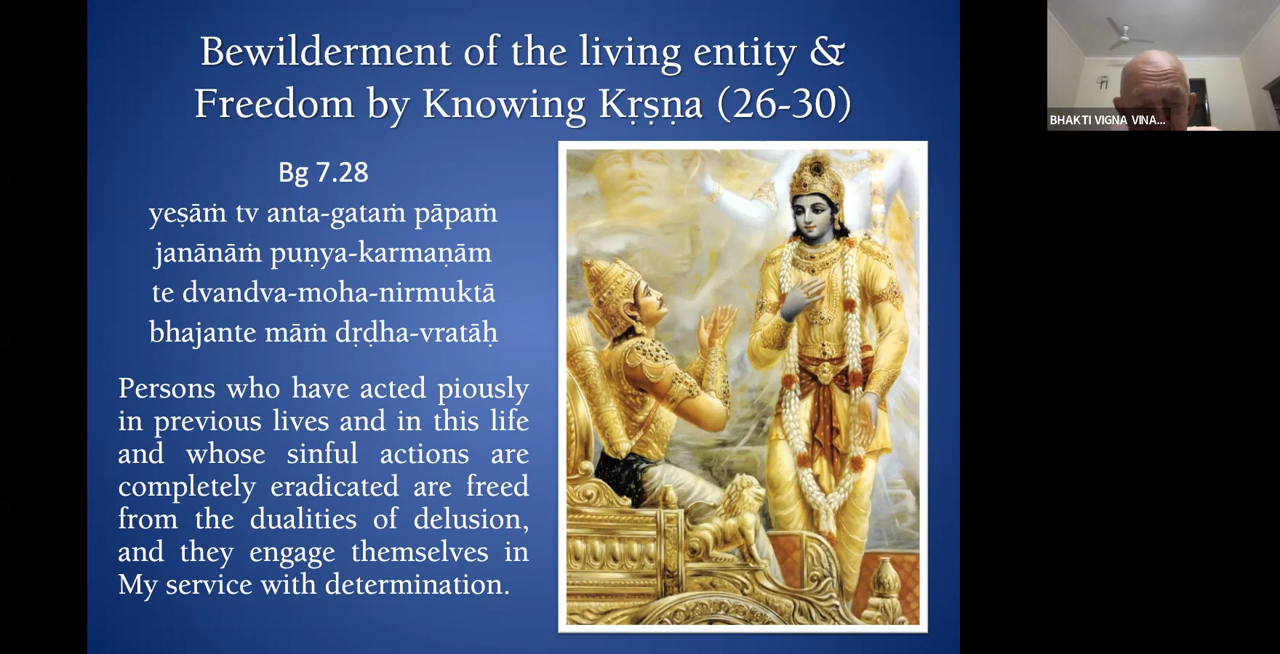 Bewilderment of the living entity &
Freedom by Knowing Kṛṣṇa (26-30)
Bg 7.28
yeṣāṁ tv anta-gataṁ pāpaṁ
janānāṁ puṇya-karmaṇām
te dvandva-moha-nirmuktā
bhajante māṁ dṛḍha-vratāḥ
Persons who have acted piously
in previous lives and in this life
and whose sinful actions are
completely eradicated are freed
from the dualities of delusion,
and they engage themselves in
My service with determination.
BHAKTI VIGNA VINA...